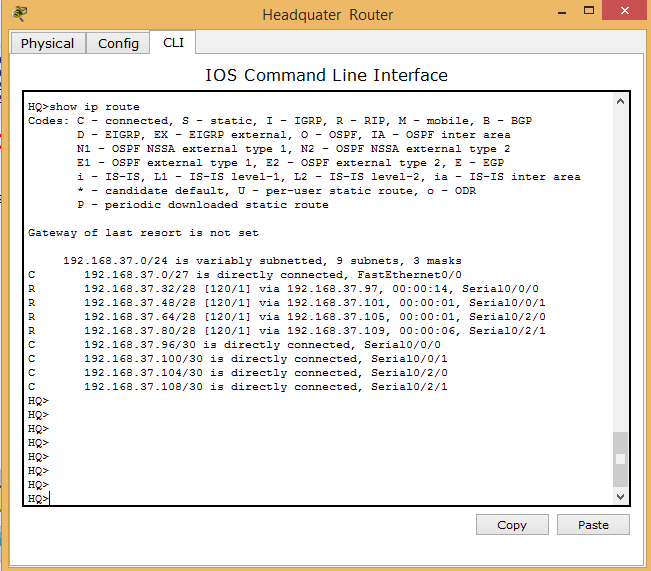 Headquater Router
Physical Config CLI
IOS Command Line Interface
HQ>show ip route
Codes: C - connected, S - static, I - IGRP, R - RIP, M - mobile, B - BGP
D - EIGRP, EX - EIGRP external, O - OSPF, IA - OSPF inter area
N1 - OSPF NSSA external type 1, N2 - OSPF NSSA external type 2
E1 - OSPF external type 1, E2 - OSPF external type 2, E - EGP
i - IS-IS, L1 - IS-IS level-1, L2 - IS-IS level-2, ia - IS-IS inter area
* - candidate default, U - per-user static route, o - ODR
P - periodic downloaded static route
Gateway of last resort is not set
192.168.37.0/24 is variably subnetted, 9 subnets, 3 masks
C 192.168.37.0/27 is directly connected, FastEthernet0/0
R 192.168.37.32/28 [120/1] via 192.168.37.97, 00:00:14, Serial0/0/0
R 192.168.37.48/28 [120/1] via 192.168.37.101, 00:00:01, Serial0/0/1
R 192.168.37.64/28 [120/1] via 192.168.37.105, 00:00:01, Serial0/2/0
R 192.168.37.80/28 [120/1] via 192.168.37.109, 00:00:06, Serial0/2/1
C 192.168.37.96/30 is directly connected, Serial0/0/0
C 192.168.37.100/30 is directly connected, Serial0/0/1
C 192.168.37.104/30 is directly connected, Serial0/2/0
C 192.168.37.108/30 is directly connected, Serial0/2/1
HQ>
HQ>
HQ>
HQ>
HQ>
HQ>
HQ>
HQ>
Copy Paste